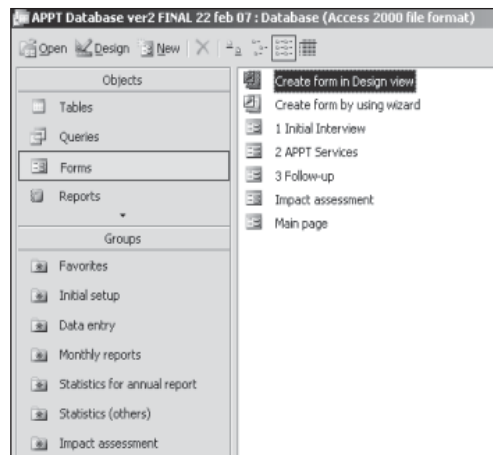 APPT Database ver2 FINAL 22 feb 07 : Database (Access 2000 file format)
Open Design New
Objects
Tables
Queries
Forms
Reports
Groups
Favorites
Initial setup
Data entry
Monthly reports
Statistics for annual report
Statistics (others)
Impact assessment
Create form in Design view
Create form by using wizard
1 Initial Interview
2 APPT Services
3 Follow-up
Impact assessment
Main page